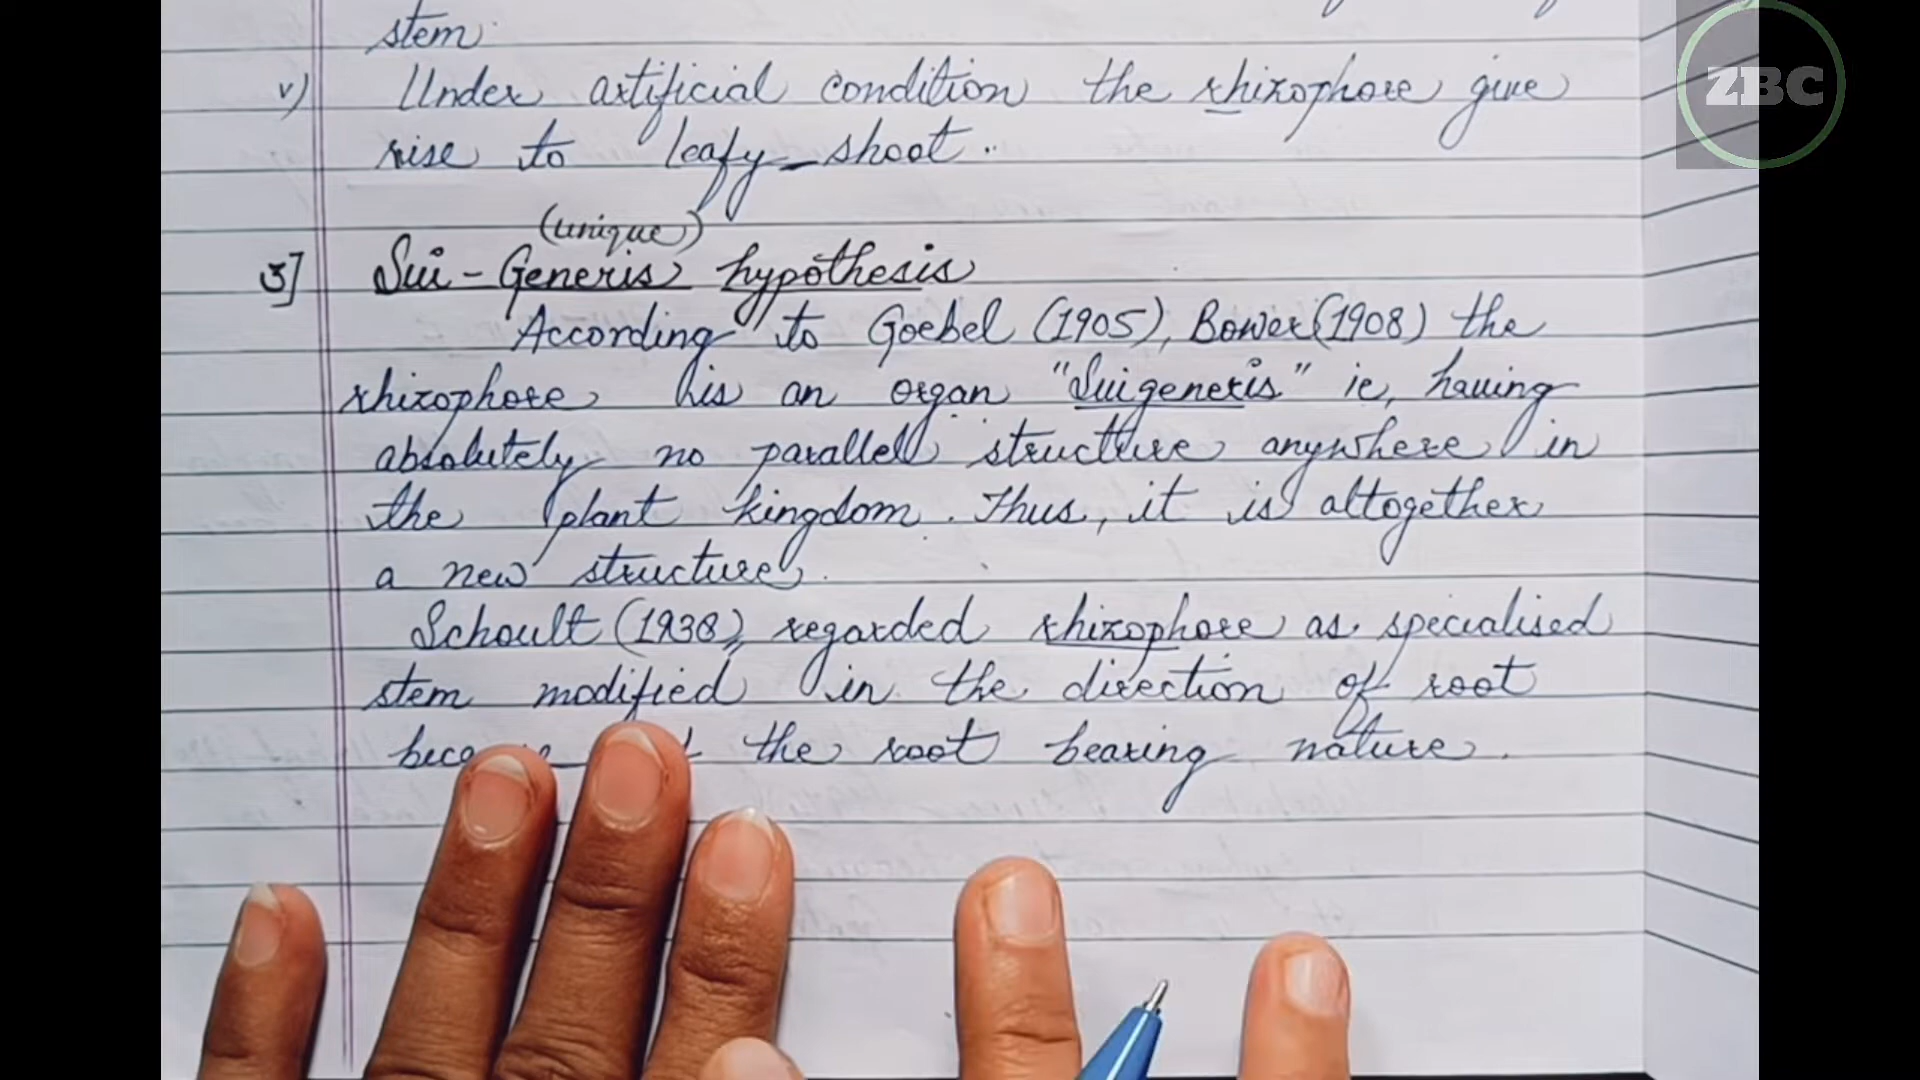 stem.
v) Under artificial condition the rhizophore give
rise to leafy-shoot.
(unique)
3] Sui-Generis hypothesis
According to Goebel (1905), Bower (1908) the
rhizophore is an organ "Suigeneris" ie, having
absolutely no parallel structure anywhere in
the plant kingdom. Thus, it is altogether
a new structure.
Schoult (1938), regarded rhizophore as specialised
stem modified in the direction of root
the root bearing nature.
ZBC